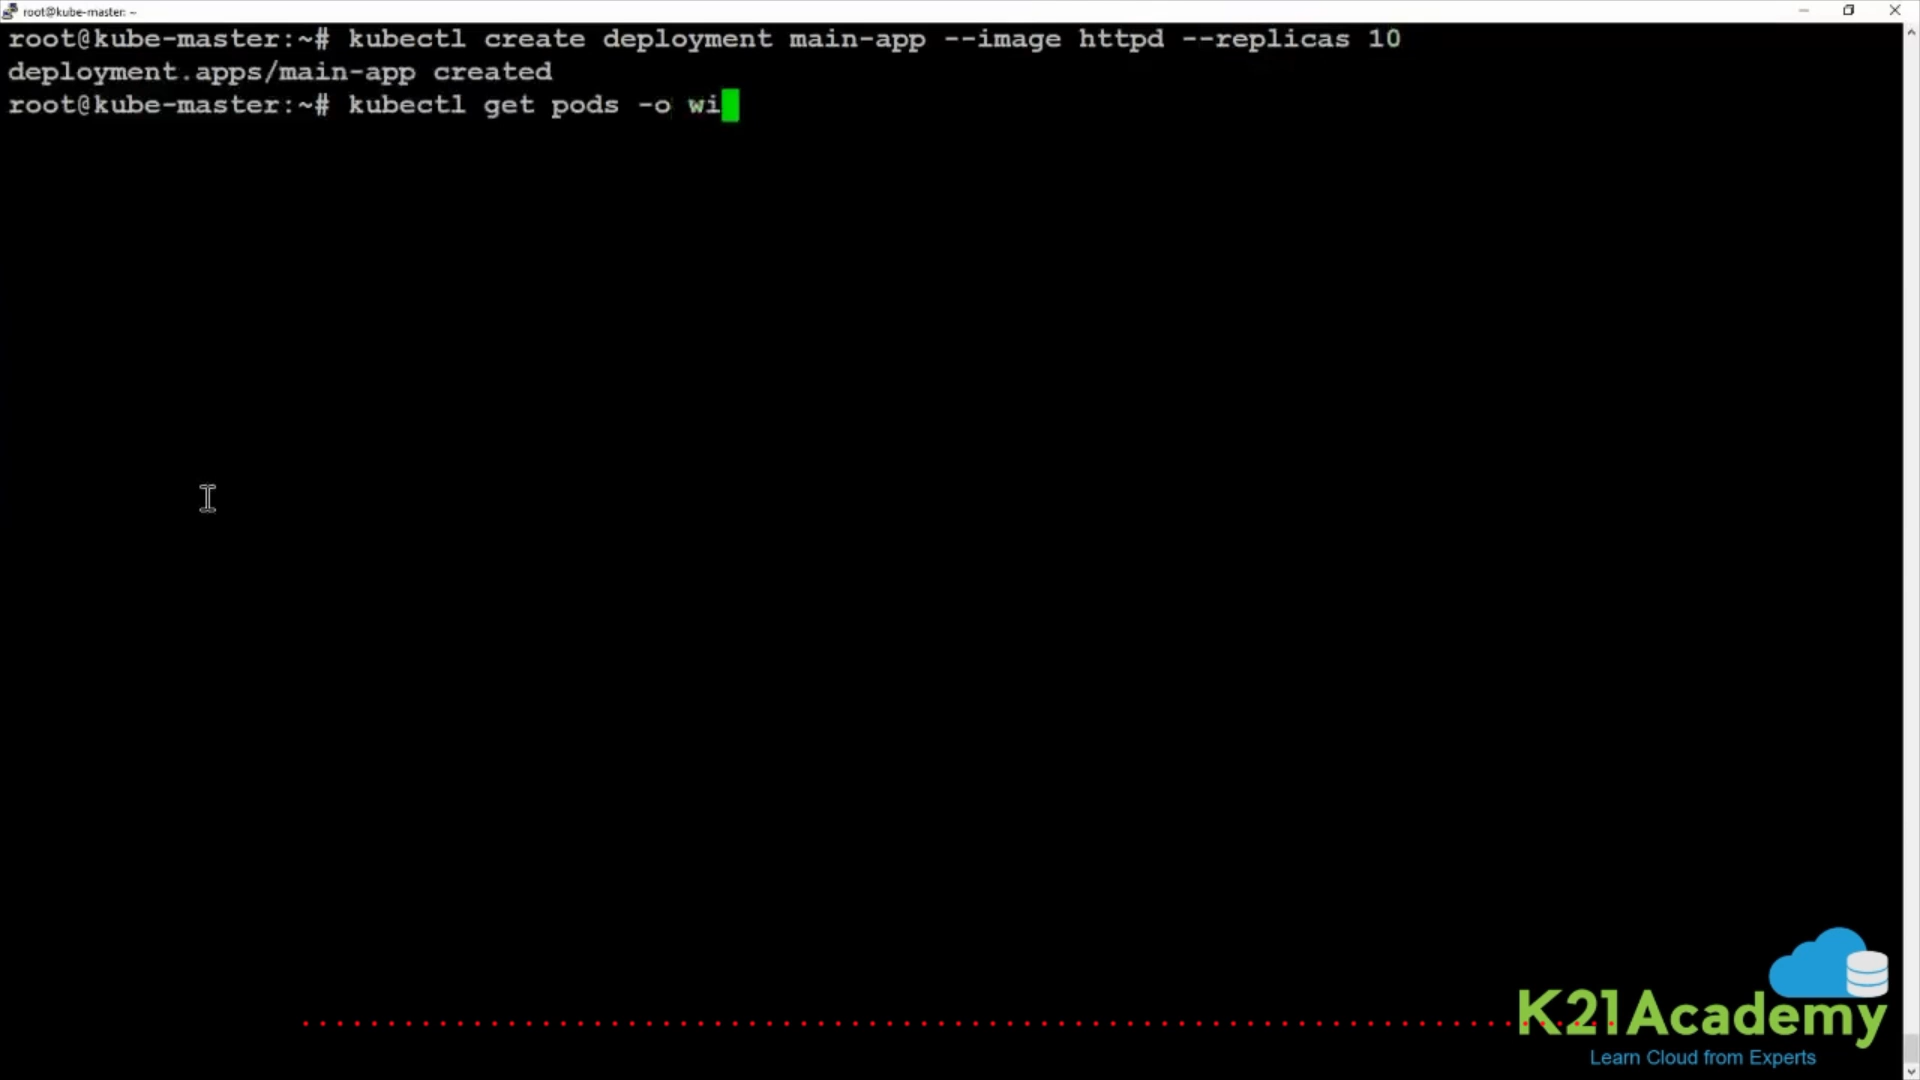 root@kube-master: ~
root@kube-master:~# kubectl create deployment main-app --image httpd --replicas 10
deployment.apps/main-app created
root@kube-master:~# kubectl get pods -o wi
K21Academy
Learn Cloud from Experts